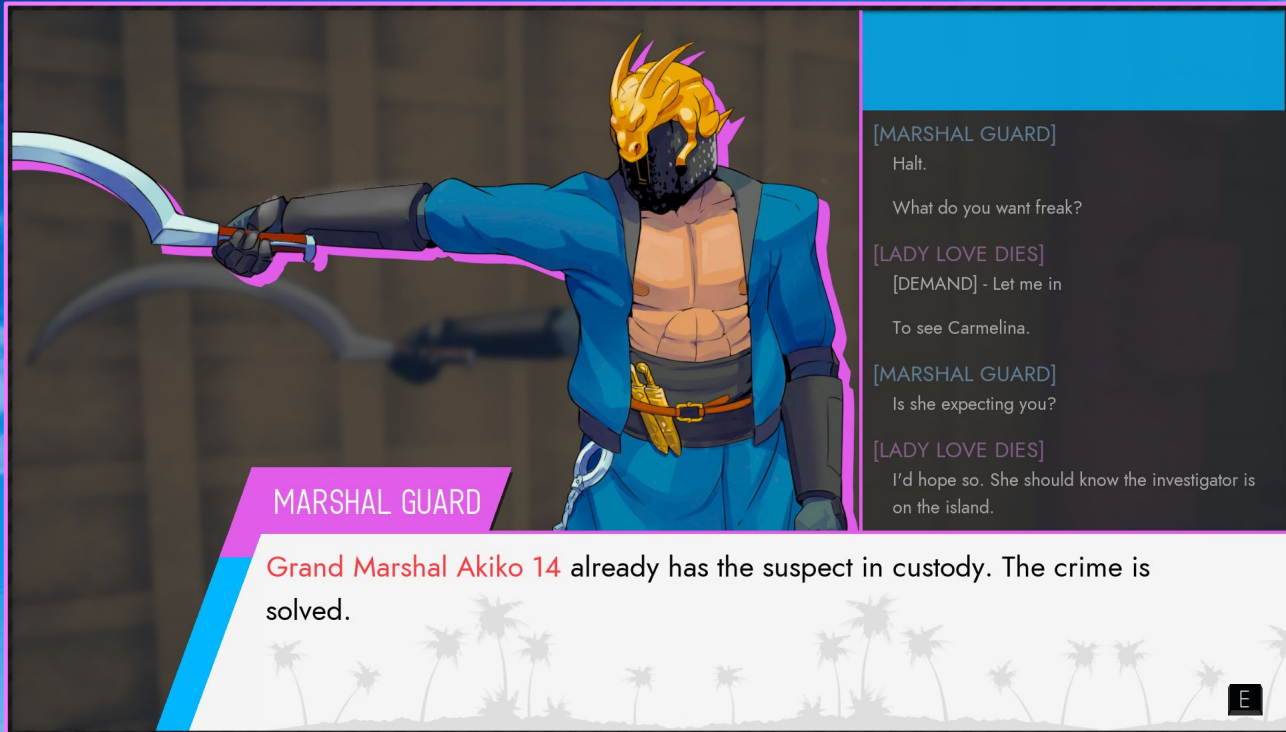 [MARSHAL GUARD]
Halt.
What do you want freak?
[LADY LOVE DIES]
[DEMAND] - Let me in
To see Carmelina.
[MARSHAL GUARD]
Is she expecting you?
[LADY LOVE DIES]
I'd hope so. She should know the investigator is
on the island.
MARSHAL GUARD
Grand Marshal Akiko 14 already has the suspect in custody. The crime is
solved.
E